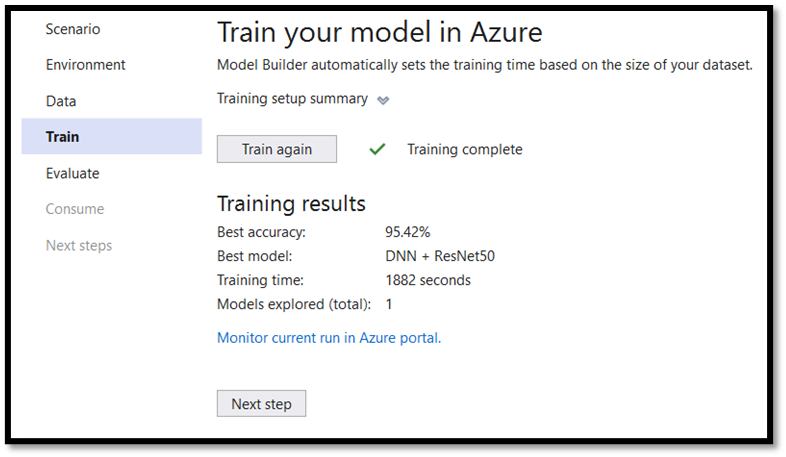 Scenario
Environment
Data
Train
Evaluate
Consume
Next steps
Train your model in Azure
Model Builder automatically sets the training time based on the size of your dataset.
Training setup summary
Train again
Training complete
Training results
Best accuracy: 95.42%
Best model: DNN + ResNet50
Training time: 1882 seconds
Models explored (total): 1
Monitor current run in Azure portal.
Next step